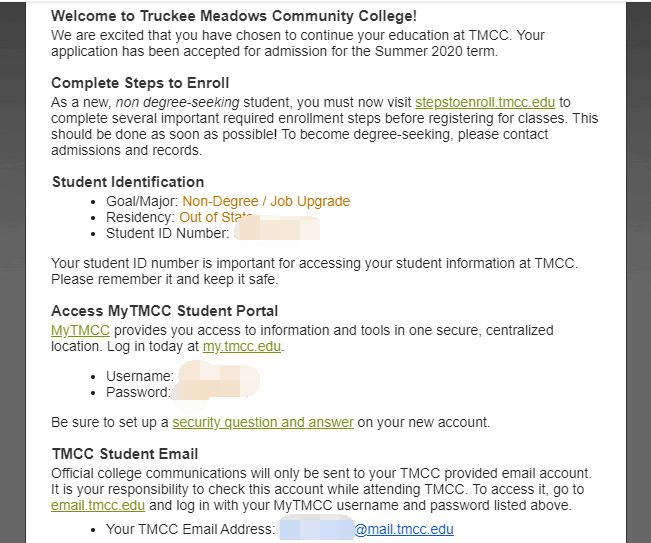 Welcome to Truckee Meadows Community College!
We are excited that you have chosen to continue your education at TMCC. Your
application has been accepted for admission for the Summer 2020 term.
Complete Steps to Enroll
As a new, non degree-seeking student, you must now visit stepstoenroll.tmcc.edu to
complete several important required enrollment steps before registering for classes. This
should be done as soon as possible! To become degree-seeking, please contact
admissions and records.
Student Identification
• Goal/Major: Non-Degree / Job Upgrade
• Residency: Out of State
• Student ID Number:
Your student ID number is important for accessing your student information at TMCC.
Please remember it and keep it safe.
Access MyTMCC Student Portal
MyTMCC provides you access to information and tools in one secure, centralized
location. Log in today at my.tmcc.edu.
• Username:
• Password:
Be sure to set up a security question and answer on your new account.
TMCC Student Email
Official college communications will only be sent to your TMCC provided email account.
It is your responsibility to check this account while attending TMCC. To access it, go to
email.tmcc.edu and log in with your MyTMCC username and password listed above.
• Your TMCC Email Address: @mail.tmcc.edu